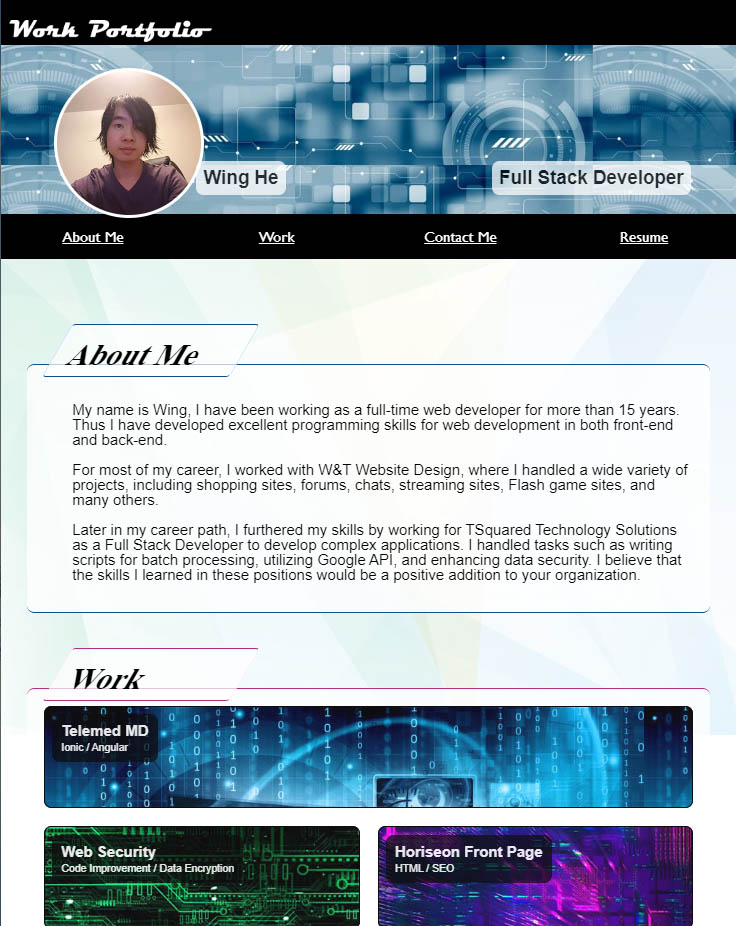 Work Portfolio
Wing He
Full Stack Developer
About Me
Work
Contact Me
Resume
About Me
My name is Wing, I have been working as a full-time web developer for more than 15 years.
Thus I have developed excellent programming skills for web development in both front-end
and back-end.
For most of my career, I worked with W&T Website Design, where I handled a wide variety of
projects, including shopping sites, forums, chats, streaming sites, Flash game sites, and
many others.
Later in my career path, I furthered my skills by working for TSquared Technology Solutions
as a Full Stack Developer to develop complex applications. I handled tasks such as writing
scripts for batch processing, utilizing Google API, and enhancing data security. I believe that
the skills I learned in these positions would be a positive addition to your organization.
Work
Telemed MD
Ionic / Angular
Web Security
Code Improvement / Data Encryption
Horiseon Front Page
HTML / SEO